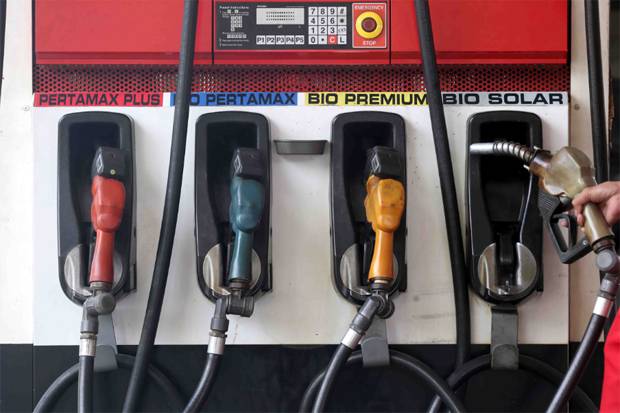 EMERGENCY
STOP
7 8 9
4 5 6
1 2 3
P1 P2 P3 P4 P5 * 0 . C L
PERTAMAX PLUS
BIO PERTAMAX
BIO PREMIUM
BIO SOLAR